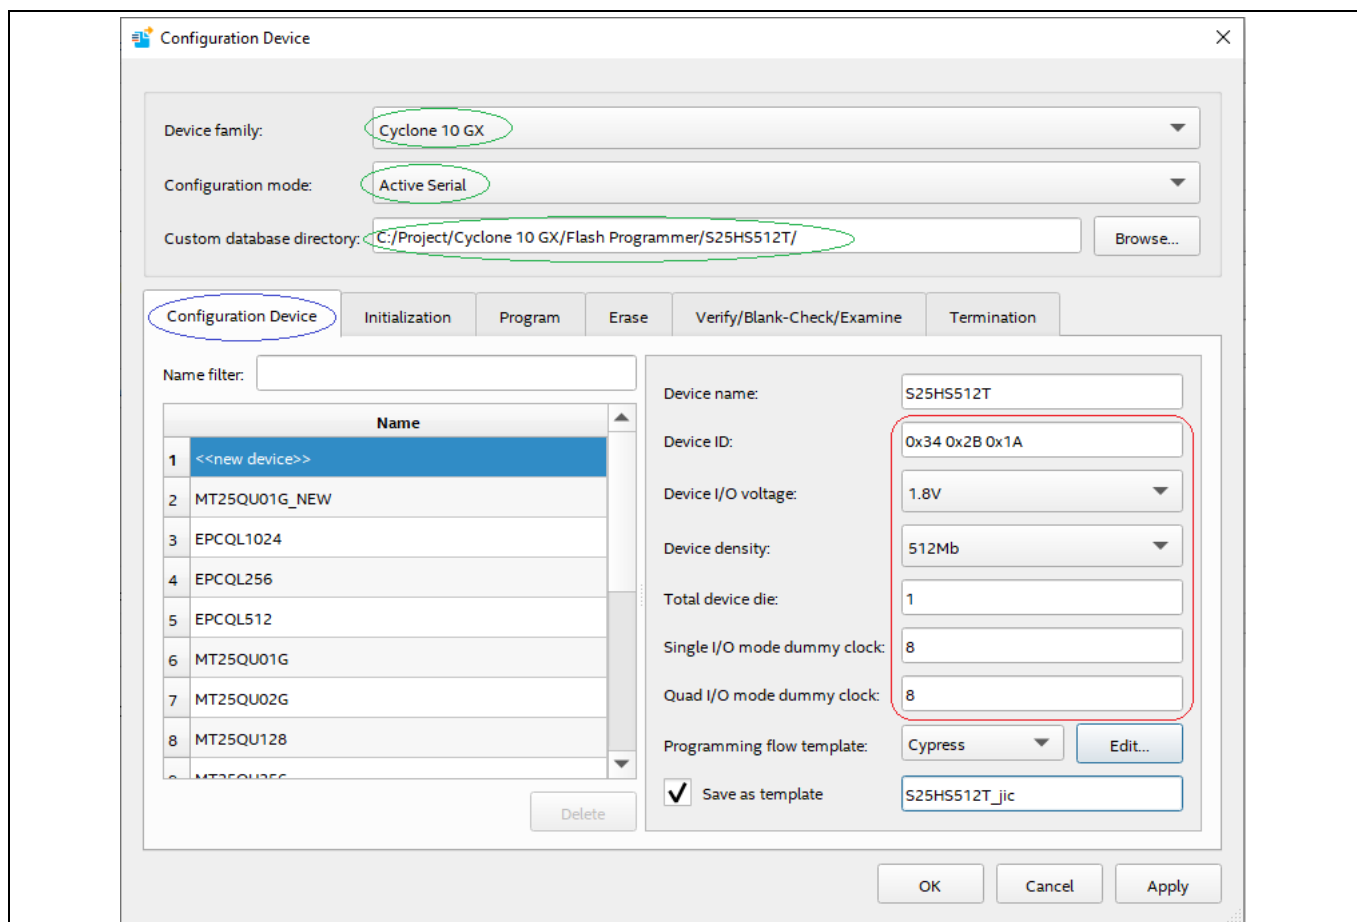 Configuration Device
Device family:
Cyclone 10 GX
Configuration mode:
Active Serial
Custom database directory:
C:/Project/Cyclone 10 GX/Flash Programmer/S25HS512T/
Browse...
Configuration Device
Initialization
Program
Erase
Verify/Blank-Check/Examine
Termination
Name filter:
Name
1 <<new device>>
2 MT25QU01G_NEW
3 EPCQL1024
4 EPCQL256
5 EPCQL512
6 MT25QU01G
7 MT25QU02G
8 MT25QU128
Delete
Device name:
S25HS512T
Device ID:
0x34 0x2B 0x1A
Device I/O voltage:
1.8V
Device density:
512Mb
Total device die:
1
Single I/O mode dummy clock:
8
Quad I/O mode dummy clock:
8
Programming flow template:
Cypress
Edit...
Save as template
S25HS512T_jic
OK
Cancel
Apply